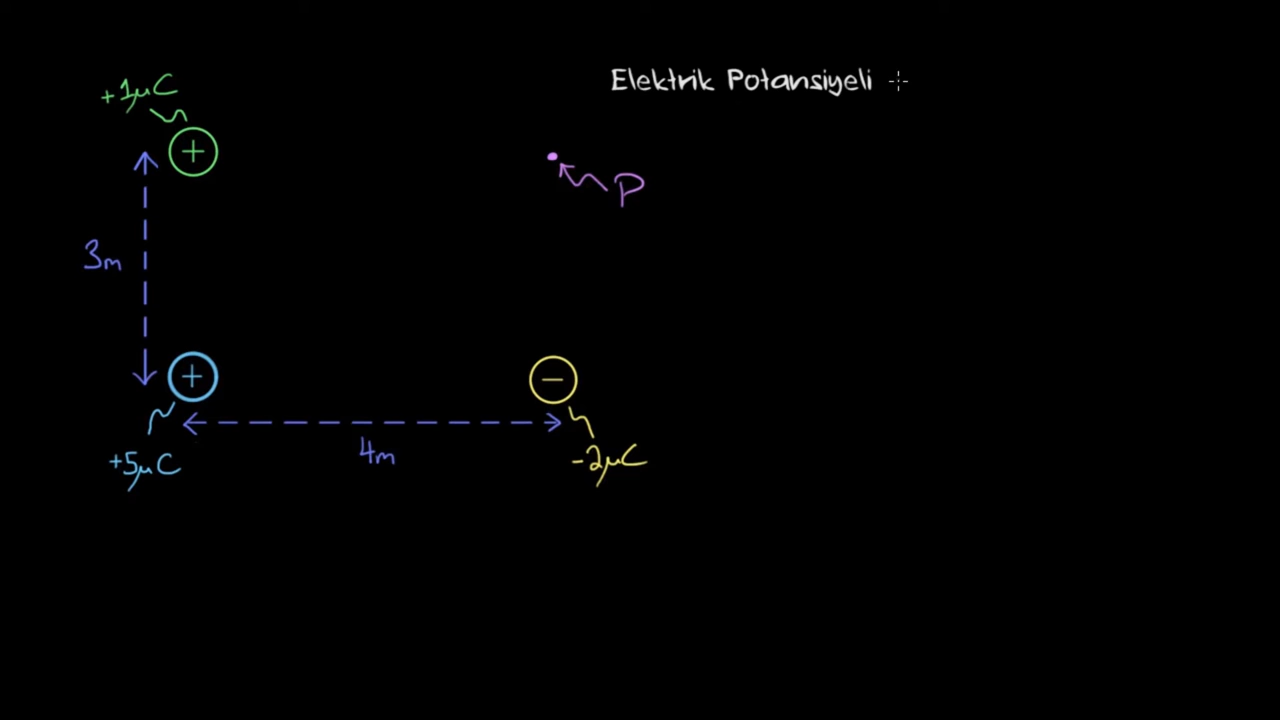 Elektrik Potansiyeli
+1μC
+
P
3m
+
−
4m
+5μC
-2μC